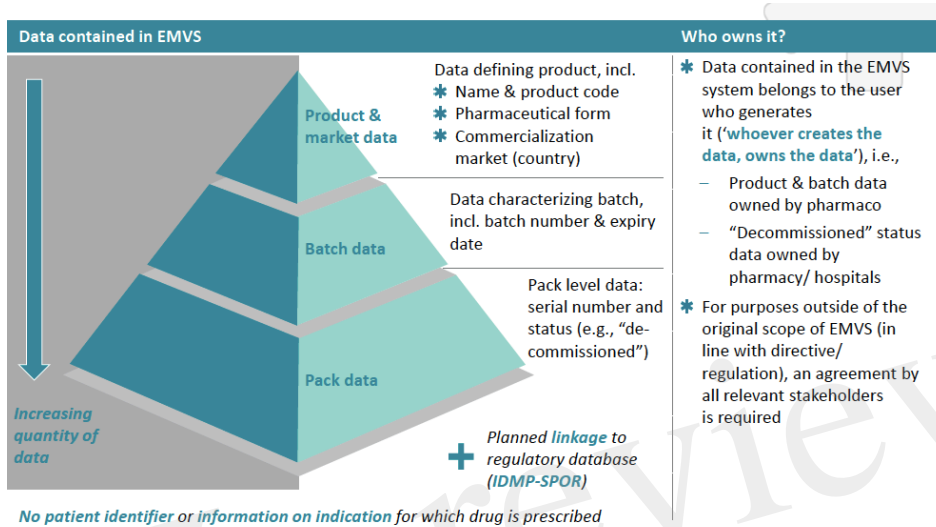 Data contained in EMVS
Who owns it?
Product &
market data
Data defining product, incl.
✱ Name & product code
✱ Pharmaceutical form
✱ Commercialization
market (country)
Batch data
Data characterizing batch,
incl. batch number & expiry
date
Pack data
Pack level data:
serial number and
status (e.g., “de-
commissioned”)
Increasing
quantity of
data
+ Planned linkage to
regulatory database
(IDMP-SPOR)
No patient identifier or information on indication for which drug is prescribed
✱ Data contained in the EMVS
system belongs to the user
who generates
it (‘whoever creates the
data, owns the data’), i.e.,
– Product & batch data
owned by pharmaco
– “Decommissioned” status
data owned by
pharmacy/ hospitals
✱ For purposes outside of the
original scope of EMVS (in
line with directive/
regulation), an agreement by
all relevant stakeholders
is required
review